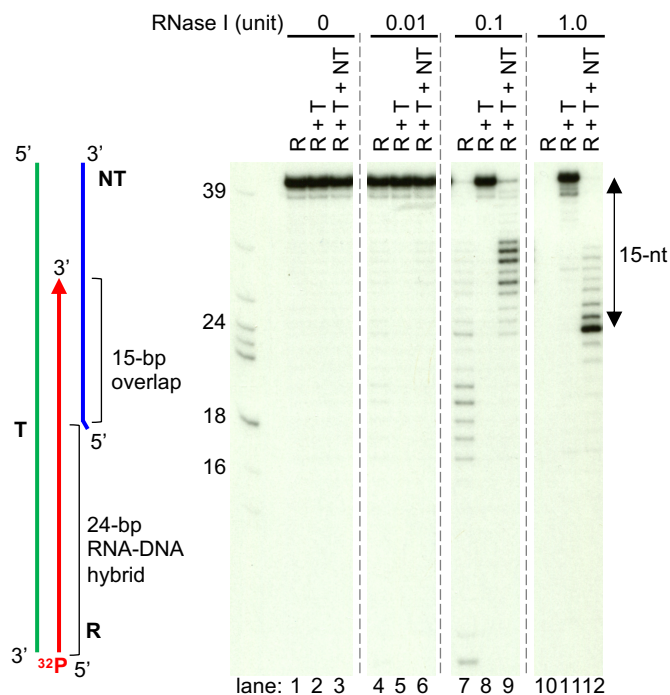 RNase I (unit) 0 0.01 0.1 1.0
R R + T R + T + NT R R + T R + T + NT R R + T R + T + NT R R + T R + T + NT
5' 3'
NT
39
3'
15-nt
24
15-bp
overlap
18
T
5'
16
24-bp
RNA-DNA
hybrid
R
3' 32P 5'
lane: 1 2 3 4 5 6 7 8 9 10 11 12